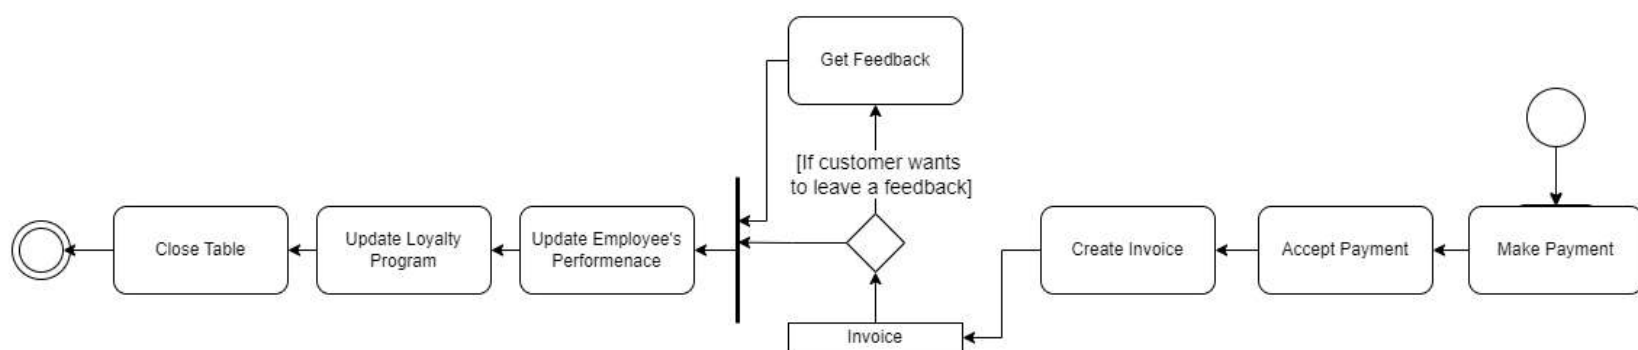 Get Feedback
[If customer wants
to leave a feedback]
Close Table
Update Loyalty
Program
Update Employee's
Performenace
Create Invoice
Accept Payment
Make Payment
Invoice